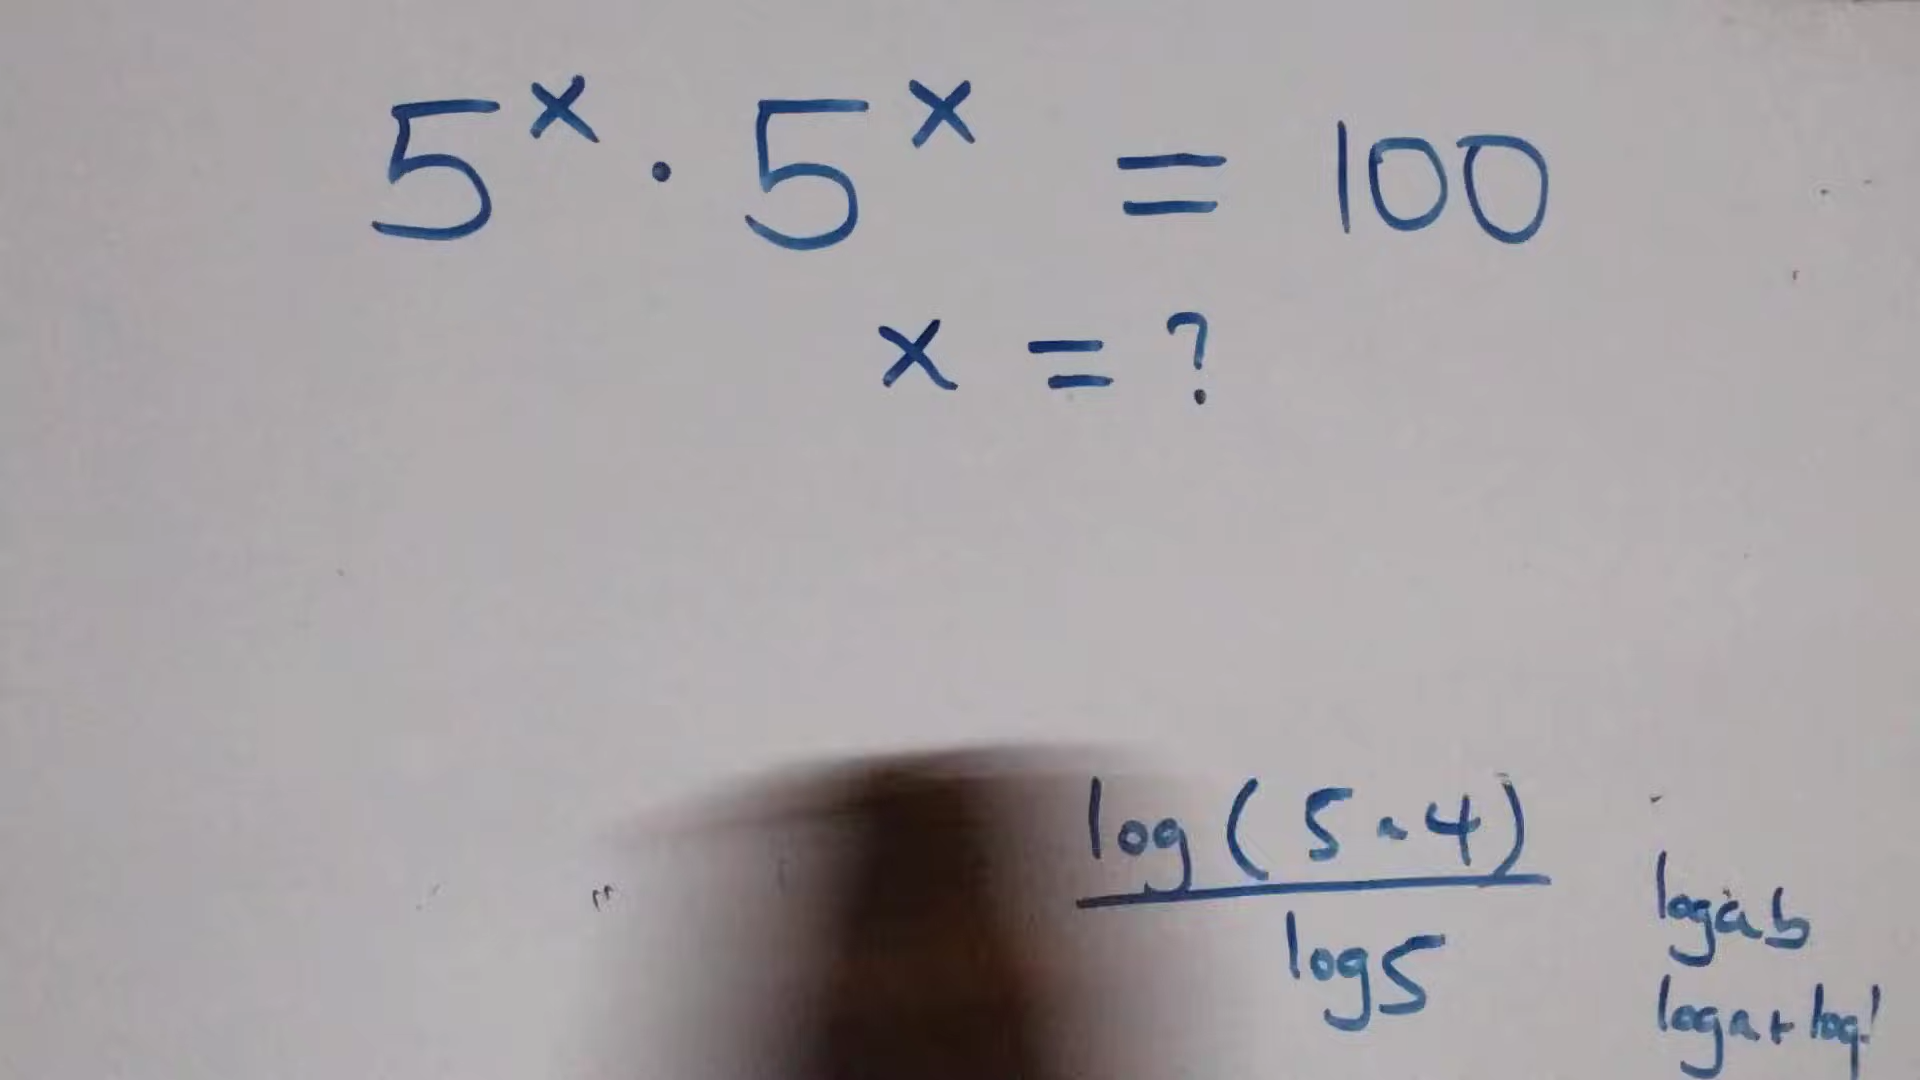 5^x · 5^x = 100
x = ?
log(5·4)
log5
logab
loga + log